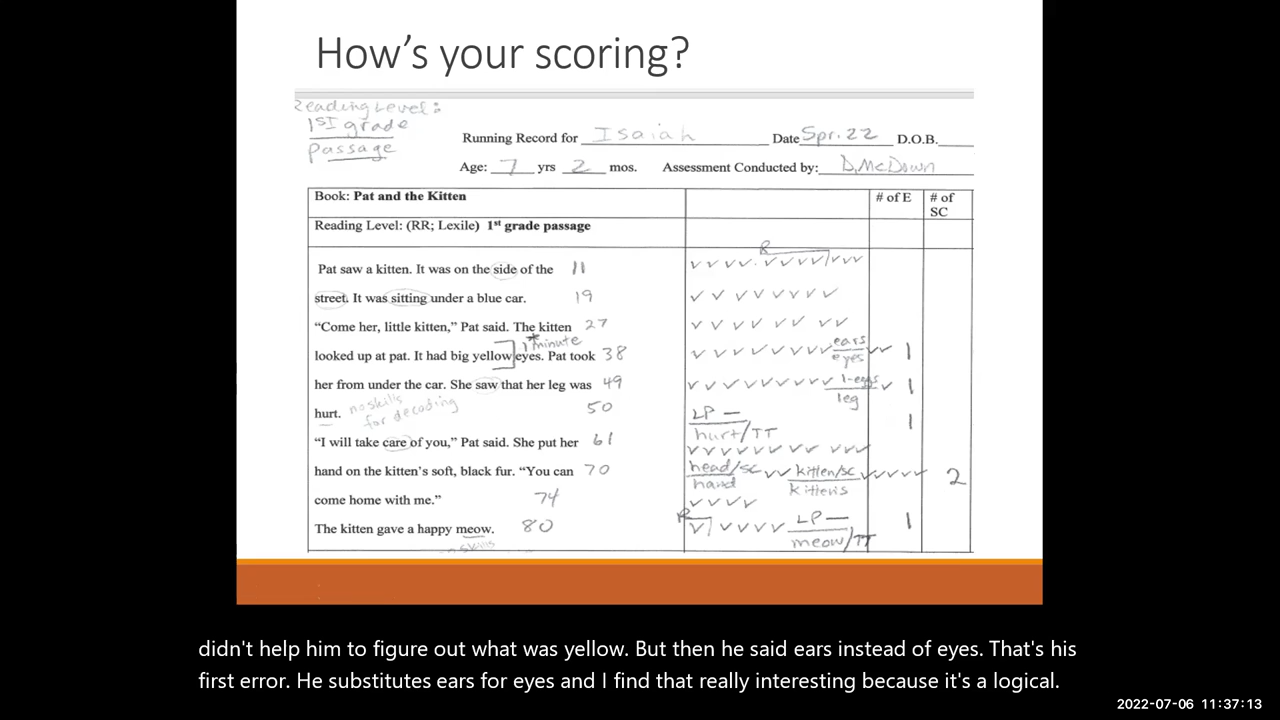 How's your scoring?
Reading Level:
1st grade
passage
Running Record for Isaiah Date Spr. 22 D.O.B.
Age: 7 yrs 2 mos. Assessment Conducted by: D. McDown
Book: Pat and the Kitten # of E # of SC
Reading Level: (RR; Lexile) 1st grade passage
R
Pat saw a kitten. It was on the side of the 11
street. It was sitting under a blue car. 19
"Come her, little kitten," Pat said. The kitten 27
1 minute
looked up at pat. It had big yellow eyes. Pat took 38 ears 1
eyes
her from under the car. She saw that her leg was 49 l-egs 1
leg
hurt. no skills for decoding 50 LP — 1
hurt/TT
"I will take care of you," Pat said. She put her 61
hand on the kitten's soft, black fur. "You can 70 head/sc kitten/sc 2
hand kittens
come home with me." 74
The kitten gave a happy meow. 80 R LP — 1
skills meow/TT
didn't help him to figure out what was yellow. But then he said ears instead of eyes. That's his
first error. He substitutes ears for eyes and I find that really interesting because it's a logical.
2022-07-06 11:37:13